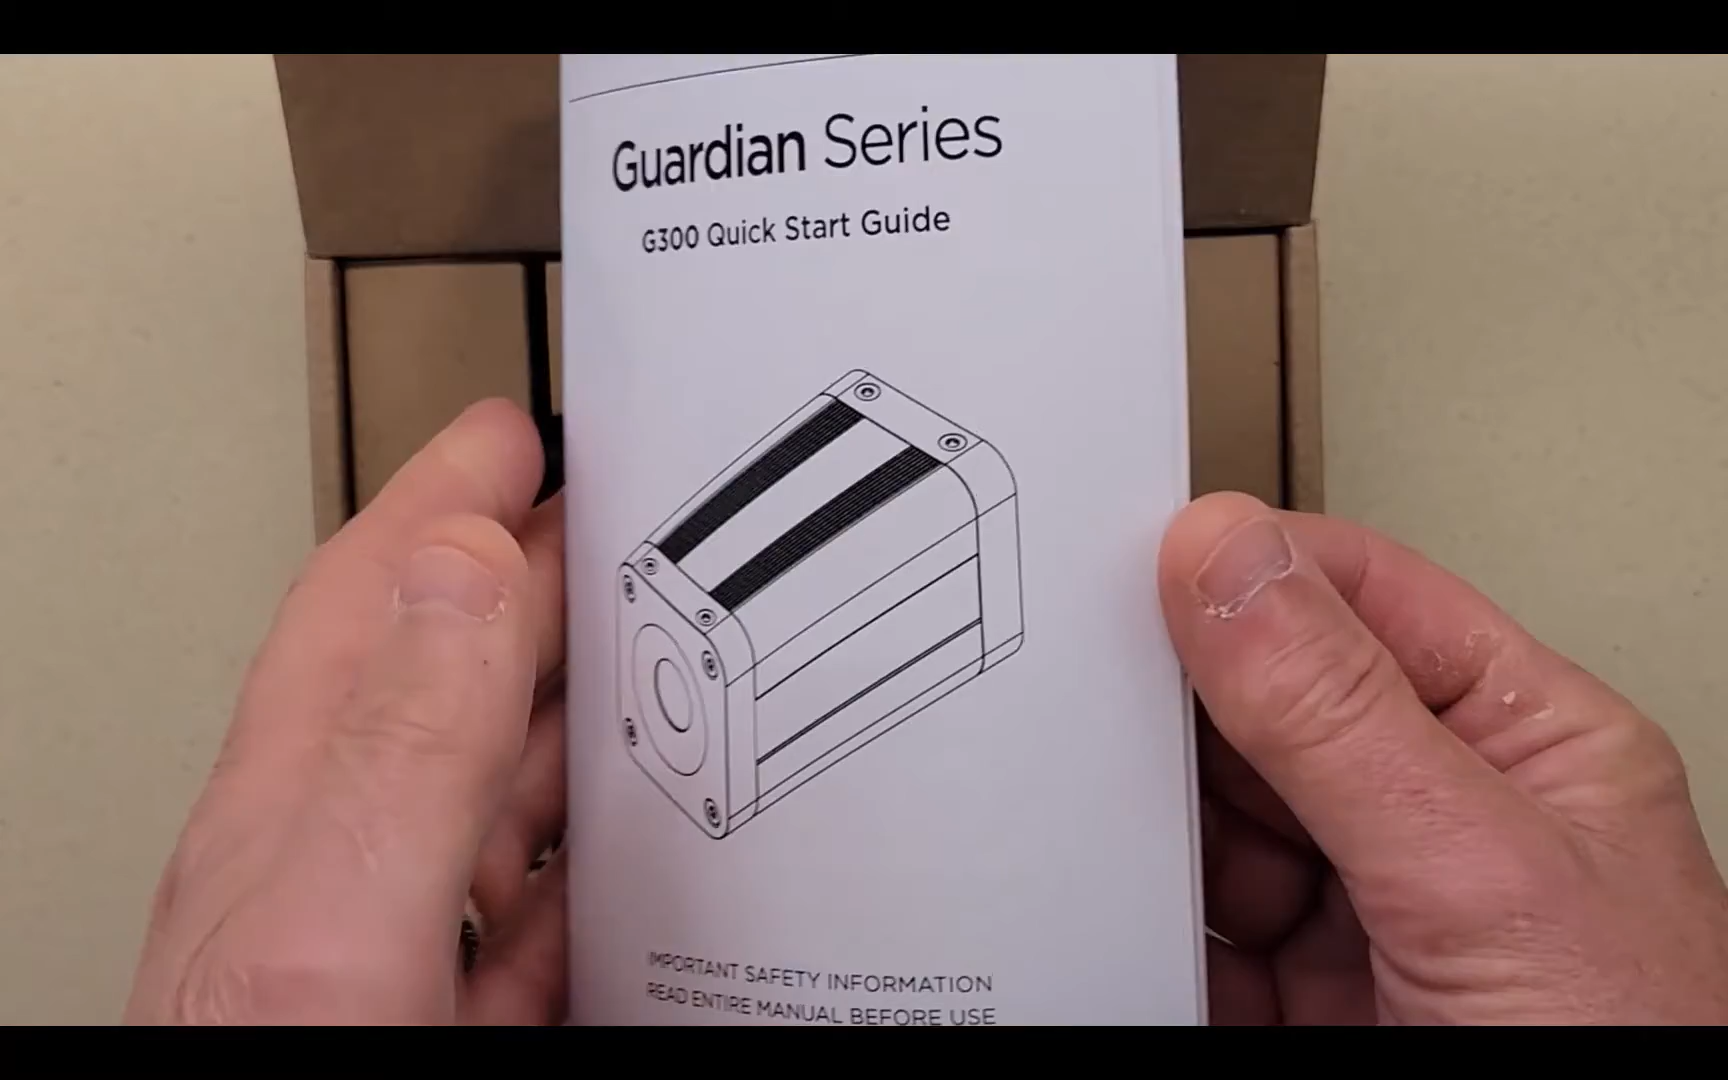 Guardian Series
G300 Quick Start Guide
IMPORTANT SAFETY INFORMATION
READ ENTIRE MANUAL BEFORE USE